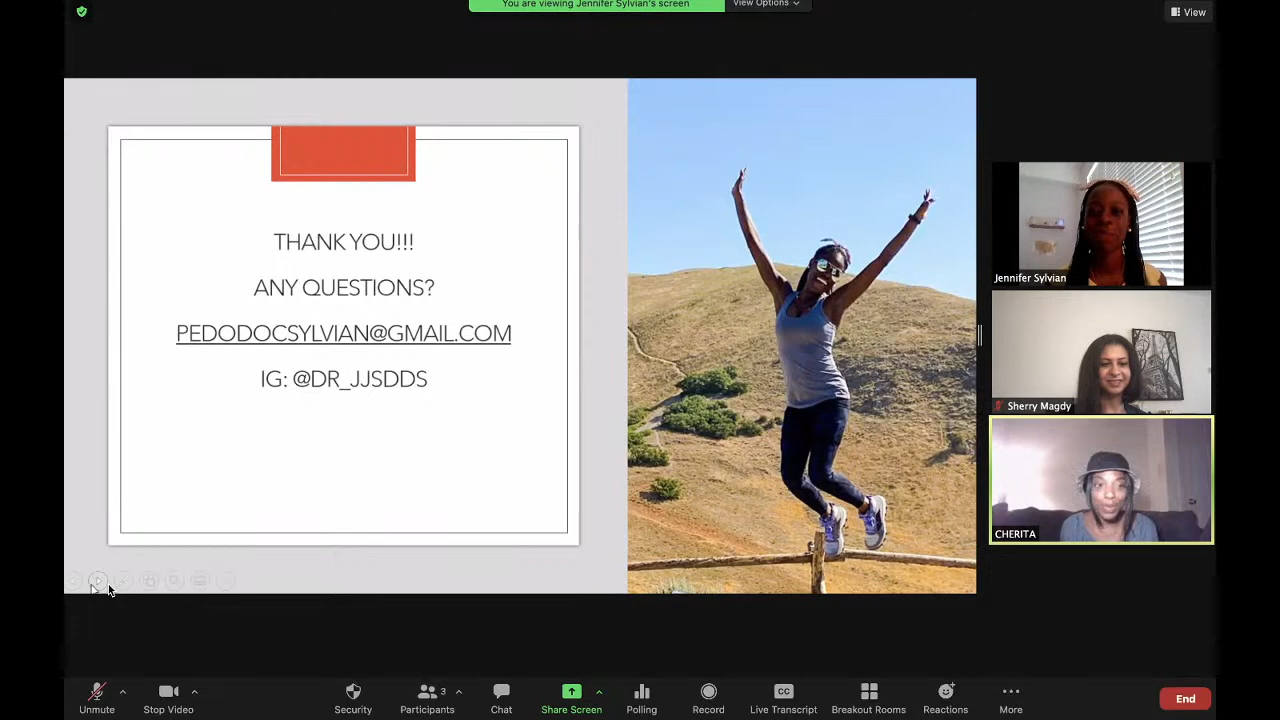 You are viewing Jennifer Sylvian's screen
View Options
View
THANK YOU!!!
ANY QUESTIONS?
PEDODOCSYLVIAN@GMAIL.COM
IG: @DR_JJSDDS
Jennifer Sylvian
Sherry Magdy
CHERITA
Unmute
Stop Video
Security
Participants
3
Chat
Share Screen
Polling
Record
CC
Live Transcript
Breakout Rooms
Reactions
More
End